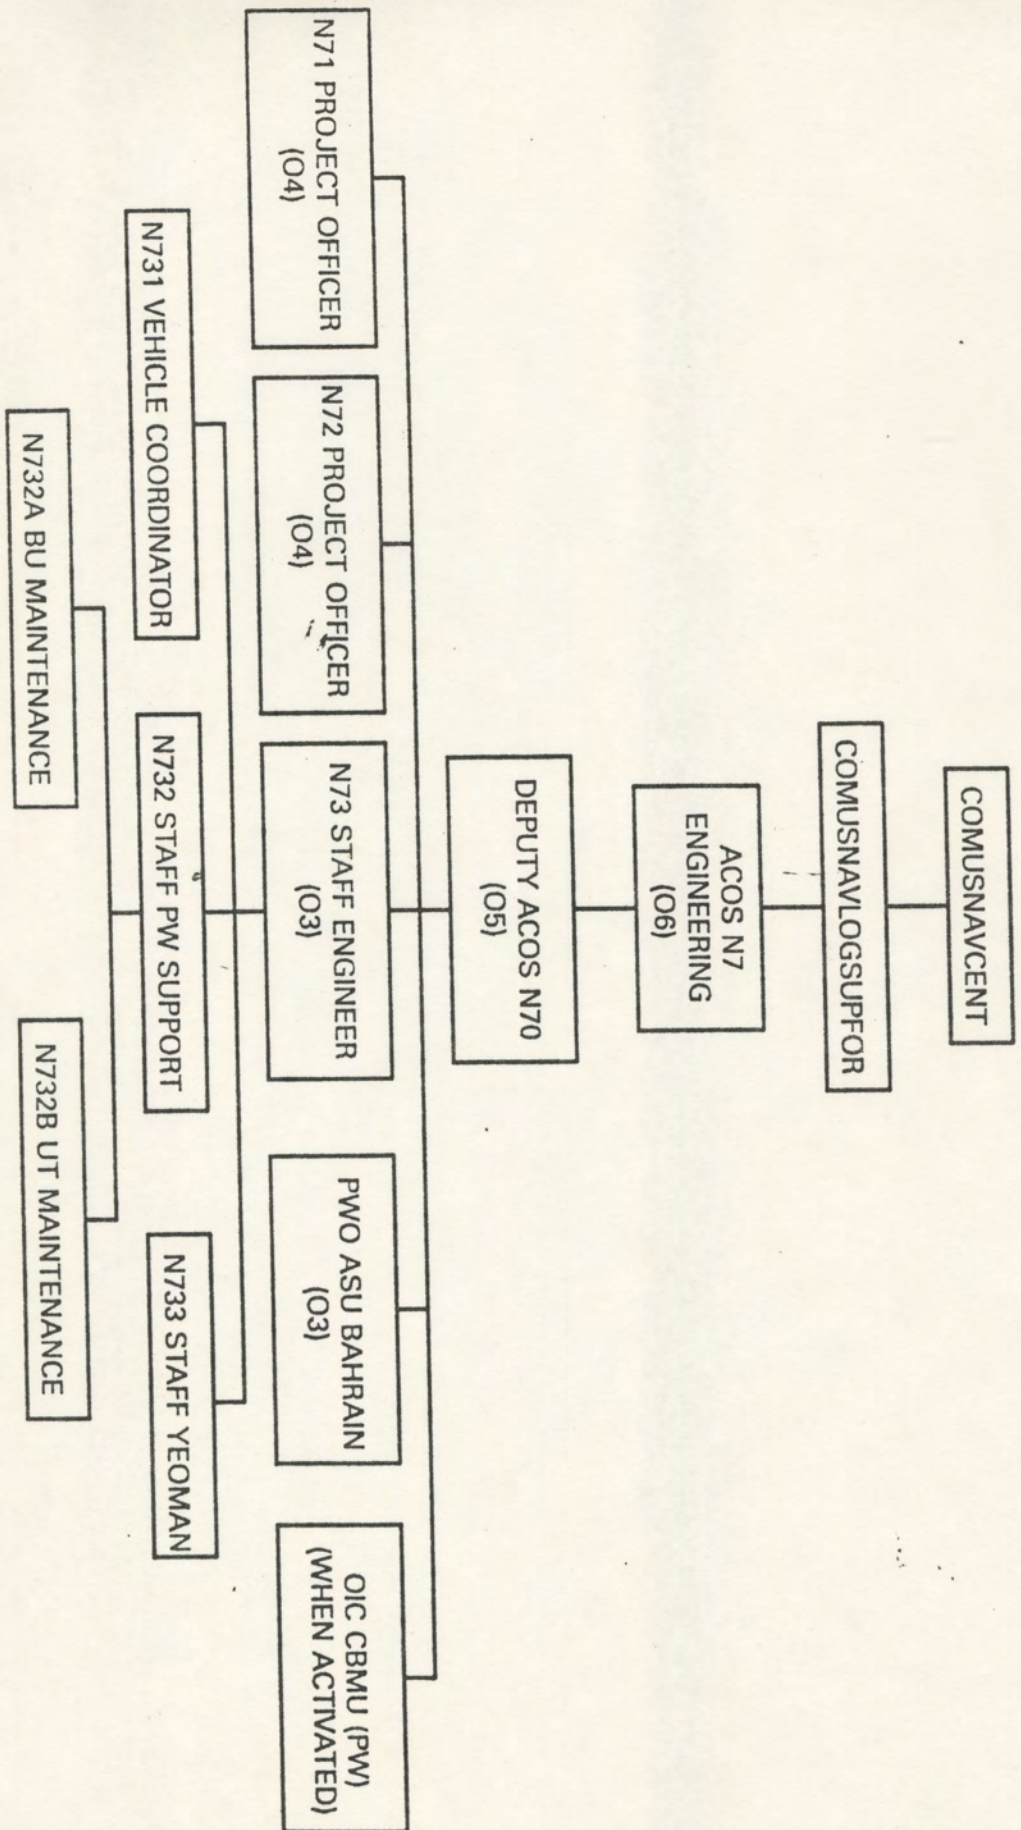 COMUSNAVCENT
COMUSNAVLOGSUPFOR
ACOS N7
ENGINEERING
(O6)
DEPUTY ACOS N70
(O5)
N71 PROJECT OFFICER
(O4)
N72 PROJECT OFFICER
(O4)
N73 STAFF ENGINEER
(O3)
PWO ASU BAHRAIN
(O3)
OIC CBMU (PW)
(WHEN ACTIVATED)
N731 VEHICLE COORDINATOR
N732 STAFF PW SUPPORT
N733 STAFF YEOMAN
N732A BU MAINTENANCE
N732B UT MAINTENANCE